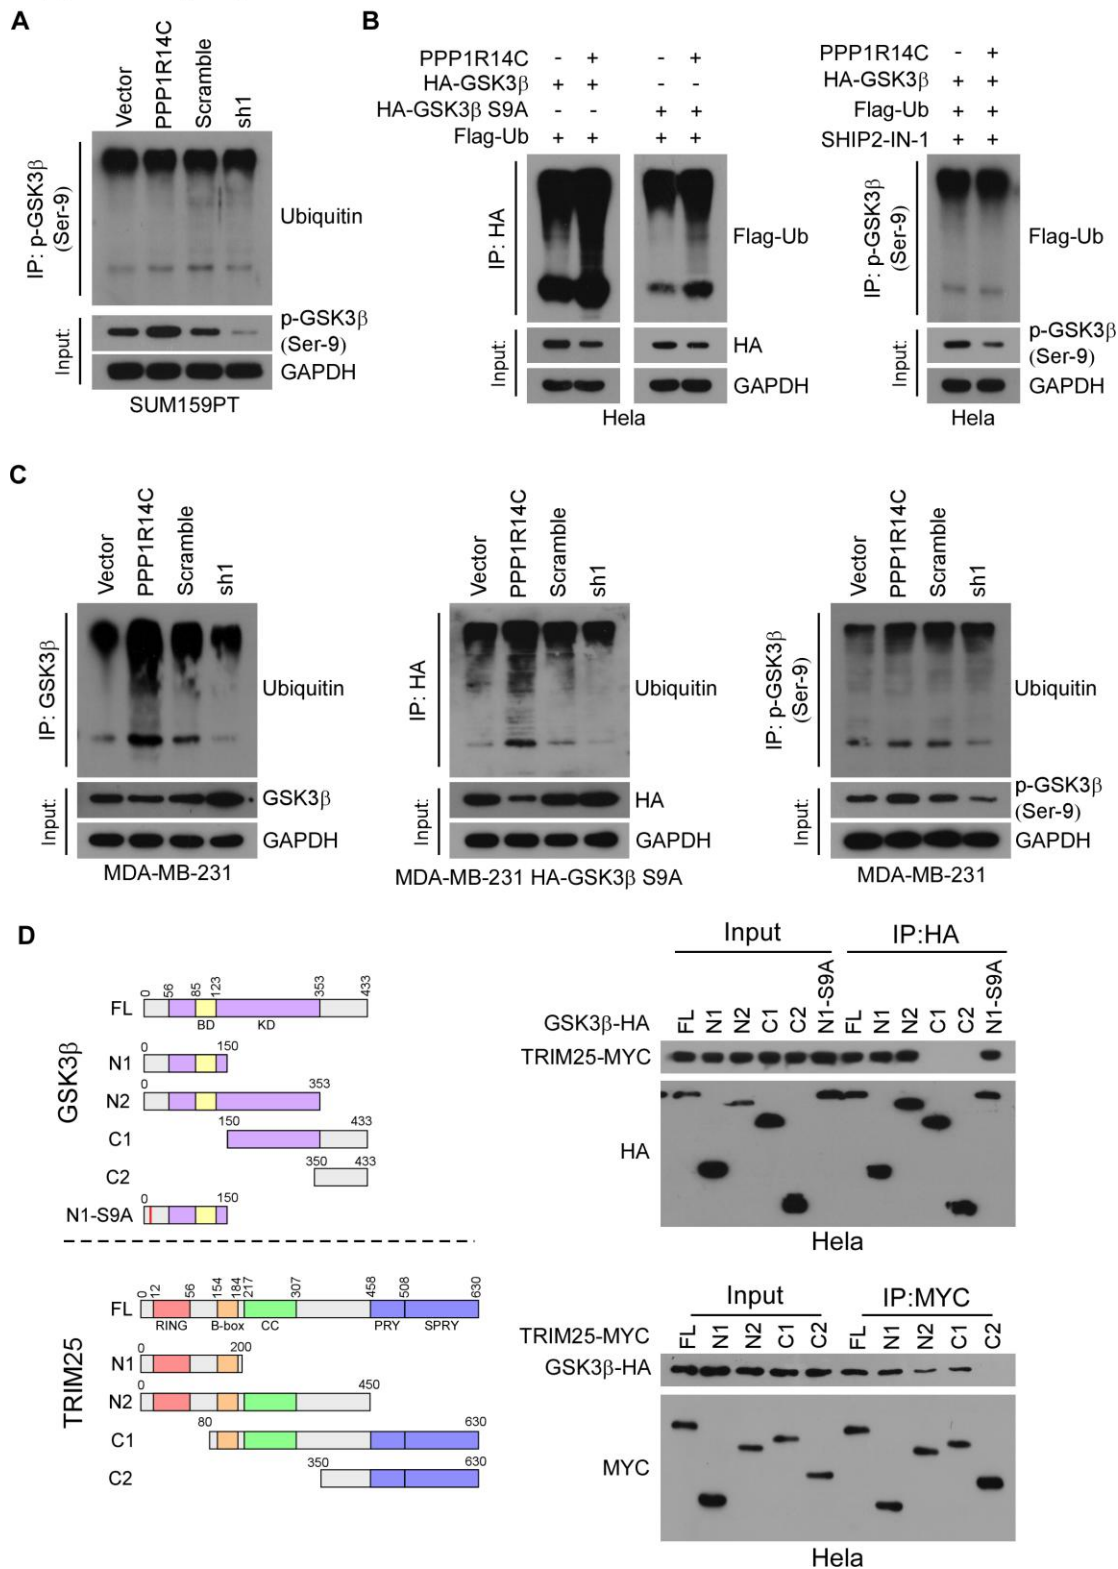 A
Vector
PPP1R14C
Scramble
sh1
IP: p-GSK3β
(Ser-9)
Ubiquitin
Input:
p-GSK3β
(Ser-9)
GAPDH
SUM159PT
B
PPP1R14C - + - +
HA-GSK3β + + - -
HA-GSK3β S9A - - + +
Flag-Ub + + + +
IP: HA
Flag-Ub
Input:
HA
GAPDH
Hela
PPP1R14C - +
HA-GSK3β + +
Flag-Ub + +
SHIP2-IN-1 + +
IP: p-GSK3β
(Ser-9)
Flag-Ub
Input:
p-GSK3β
(Ser-9)
GAPDH
Hela
C
Vector
PPP1R14C
Scramble
sh1
IP: GSK3β
Ubiquitin
Input:
GSK3β
GAPDH
MDA-MB-231
Vector
PPP1R14C
Scramble
sh1
IP: HA
Ubiquitin
Input:
HA
GAPDH
MDA-MB-231 HA-GSK3β S9A
Vector
PPP1R14C
Scramble
sh1
IP: p-GSK3β
(Ser-9)
Ubiquitin
Input:
p-GSK3β
(Ser-9)
GAPDH
MDA-MB-231
D
GSK3β
0 56 85 123 353 433
FL
BD KD
0 150
N1
0 353
N2
150 433
C1
350 433
C2
0 150
N1-S9A
TRIM25
0 12 56 154 184 217 307 458 508 630
FL
RING B-box CC PRY SPRY
0 200
N1
0 450
N2
80 630
C1
350 630
C2
Input IP:HA
GSK3β-HA FL N1 N2 C1 C2 N1-S9A FL N1 N2 C1 C2 N1-S9A
TRIM25-MYC
HA
Hela
Input IP:MYC
TRIM25-MYC FL N1 N2 C1 C2 FL N1 N2 C1 C2
GSK3β-HA
MYC
Hela